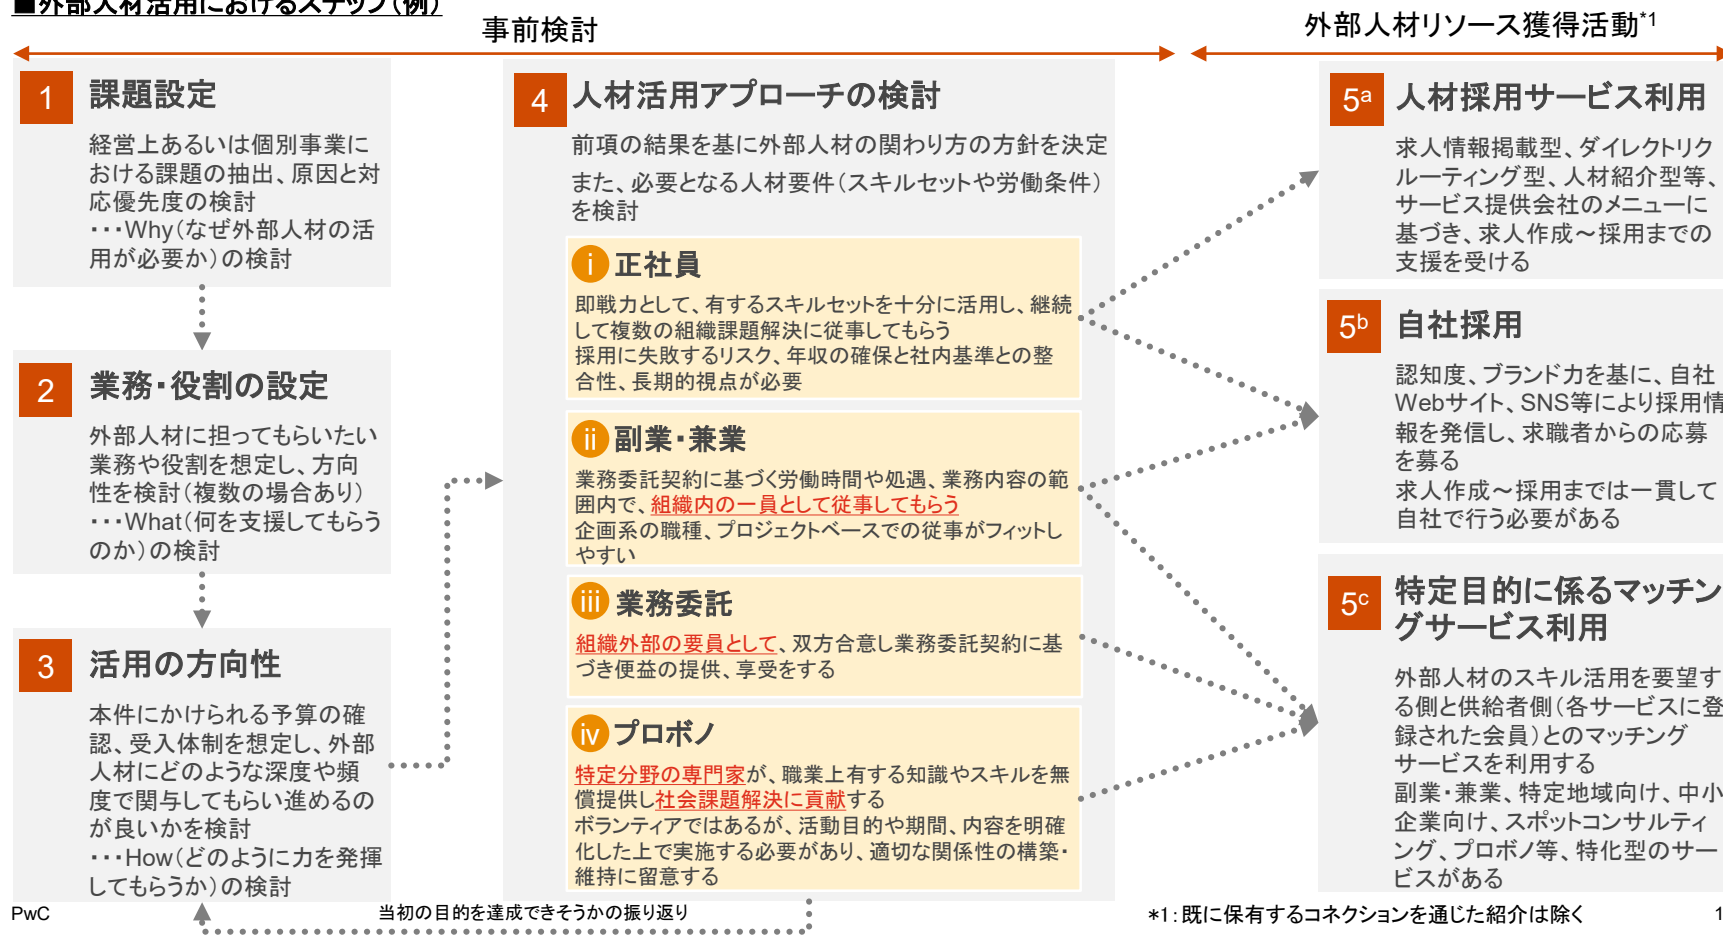 ■外部人材活用におけるステップ（例）
事前検討
外部人材リソース獲得活動*1
1 課題設定
経営上あるいは個別事業に
おける課題の抽出、原因と対
応優先度の検討
・・・Why（なぜ外部人材の活
用が必要か）の検討
2 業務・役割の設定
外部人材に担ってもらいたい
業務や役割を想定し、方向
性を検討（複数の場合あり）
・・・What（何を支援してもらう
のか）の検討
3 活用の方向性
本件にかけられる予算の確
認、受入体制を想定し、外部
人材にどのような深度や頻
度で関与してもらい進めるの
が良いかを検討
・・・How（どのように力を発揮
してもらうか）の検討
4 人材活用アプローチの検討
前項の結果を基に外部人材の関わり方の方針を決定
また、必要となる人材要件（スキルセットや労働条件）
を検討
i 正社員
即戦力として、有するスキルセットを十分に活用し、継続
して複数の組織課題解決に従事してもらう
採用に失敗するリスク、年収の確保と社内基準との整
合性、長期的視点が必要
ii 副業・兼業
業務委託契約に基づく労働時間や処遇、業務内容の範
囲内で、組織内の一員として従事してもらう
企画系の職種、プロジェクトベースでの従事がフィットし
やすい
iii 業務委託
組織外部の要員として、双方合意し業務委託契約に基
づき便益の提供、享受をする
iv プロボノ
特定分野の専門家が、職業上有する知識やスキルを無
償提供し社会課題解決に貢献する
ボランティアではあるが、活動目的や期間、内容を明確
化した上で実施する必要があり、適切な関係性の構築・
維持に留意する
5a 人材採用サービス利用
求人情報掲載型、ダイレクトリク
ルーティング型、人材紹介型等、
サービス提供会社のメニューに
基づき、求人作成～採用までの
支援を受ける
5b 自社採用
認知度、ブランド力を基に、自社
Webサイト、SNS等により採用情
報を発信し、求職者からの応募
を募る
求人作成～採用までは一貫して
自社で行う必要がある
5c 特定目的に係るマッチン
グサービス利用
外部人材のスキル活用を要望す
る側と供給者側（各サービスに登
録された会員）とのマッチング
サービスを利用する
副業・兼業、特定地域向け、中小
企業向け、スポットコンサルティ
ング、プロボノ等、特化型のサー
ビスがある
PwC
当初の目的を達成できそうかの振り返り
*1：既に保有するコネクションを通じた紹介は除く
1